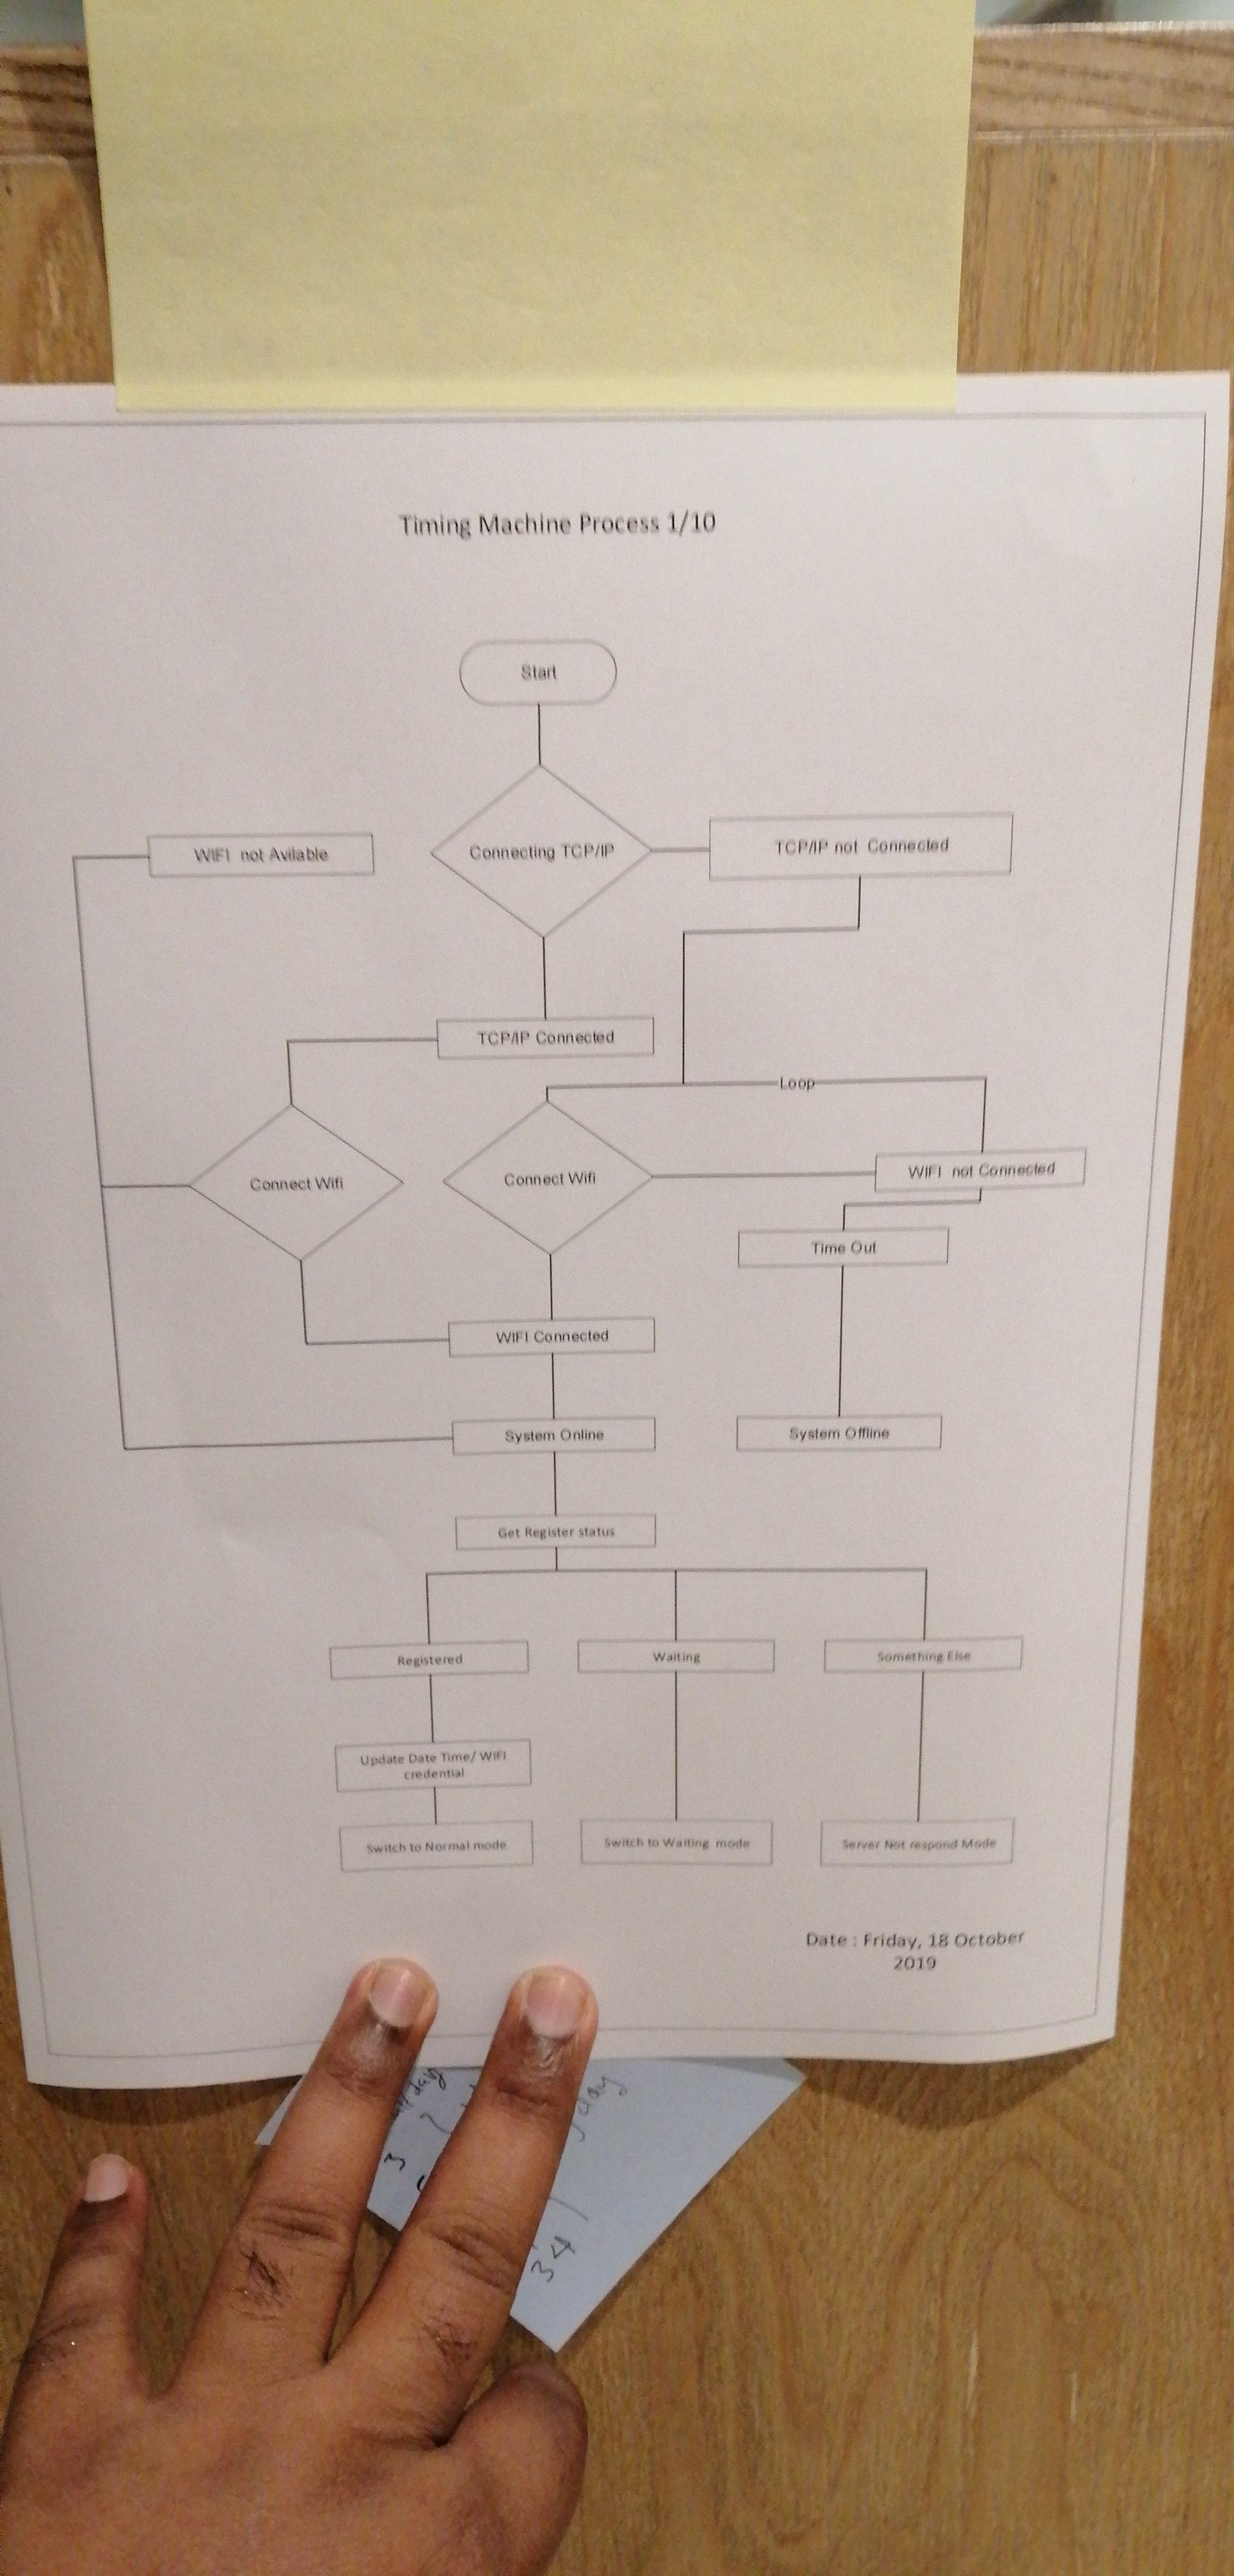 Timing Machine Process 1/10
Start
WIFI not Avilable
Connecting TCP/IP
TCP/IP not Connected
TCP/IP Connected
Loop
Connect Wifi
Connect Wifi
WIFI not Connected
Time Out
WIFI Connected
System Online
System Offline
Get Register status
Registered
Waiting
Something Else
Update Date Time/ WIFI
credential
Switch to Normal mode
Switch to Waiting mode
Server Not respond Mode
Date : Friday, 18 October
2019
day
3
day
34